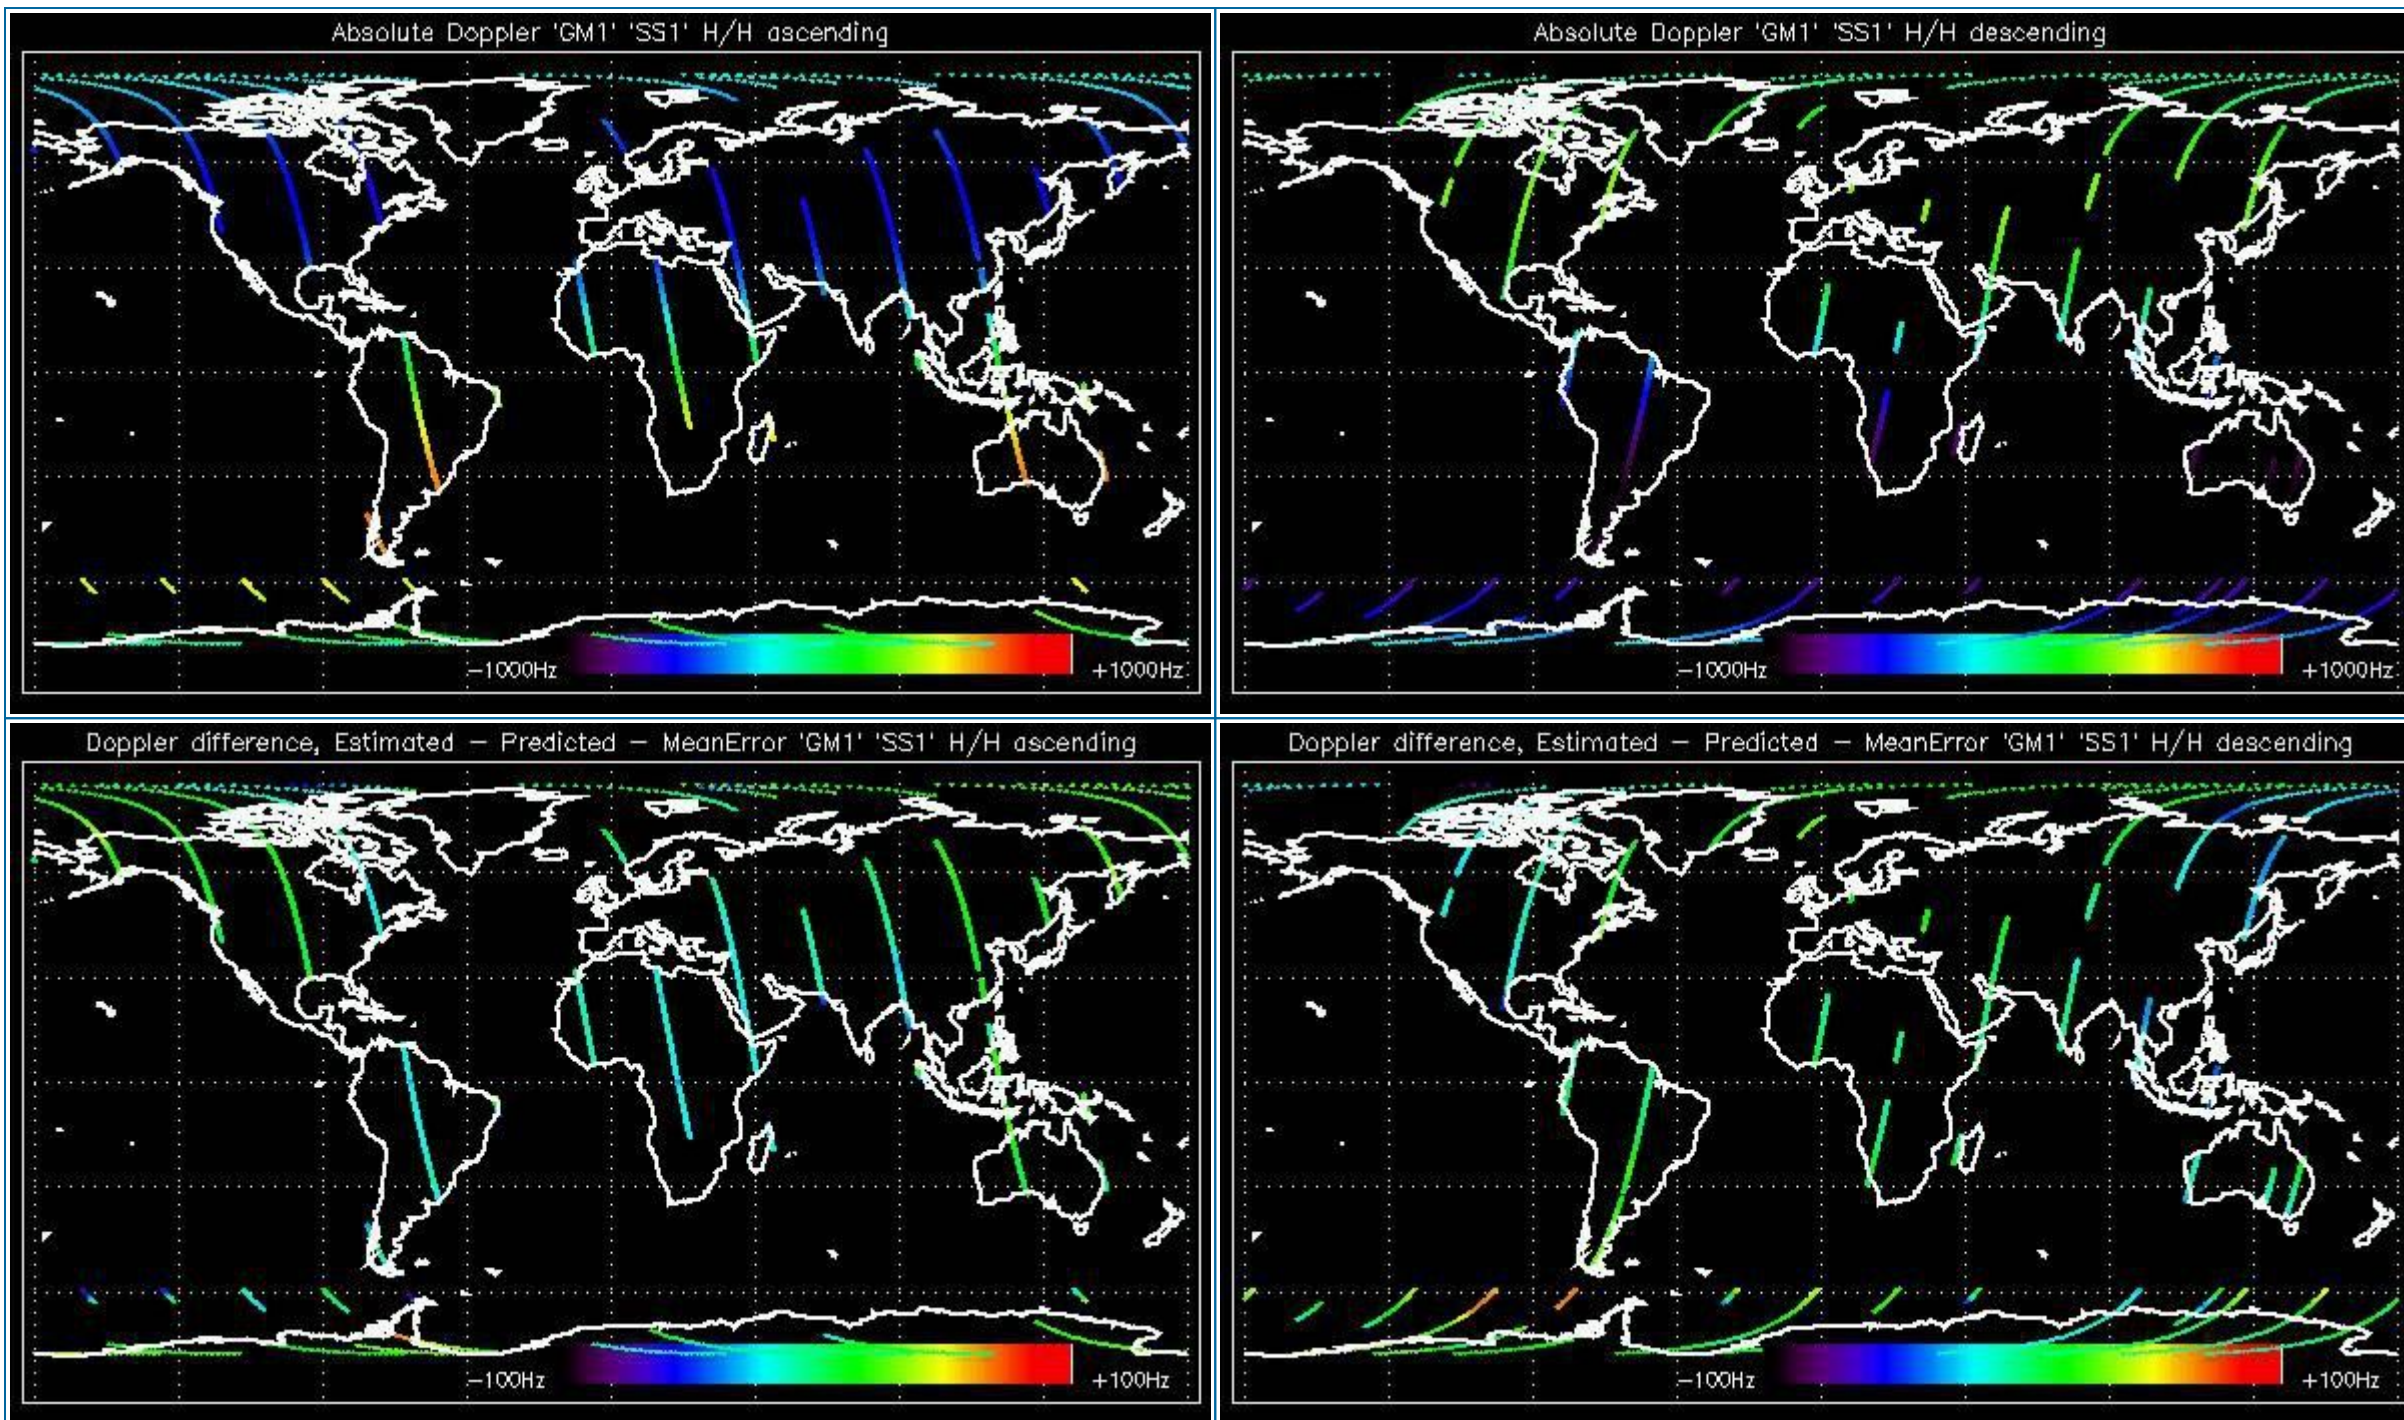 Absolute Doppler 'GM1' 'SS1' H/H ascending
−1000Hz
+1000Hz
Absolute Doppler 'GM1' 'SS1' H/H descending
−1000Hz
+1000Hz
Doppler difference, Estimated − Predicted − MeanError 'GM1' 'SS1' H/H ascending
−100Hz
+100Hz
Doppler difference, Estimated − Predicted − MeanError 'GM1' 'SS1' H/H descending
−100Hz
+100Hz